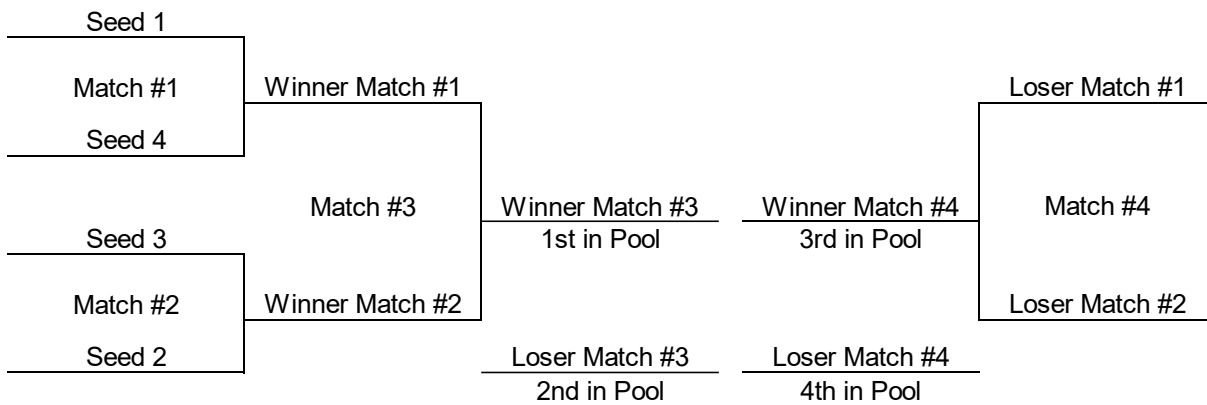 Seed 1
Match #1
Winner Match #1
Loser Match #1
Seed 4
Match #3
Winner Match #3
Winner Match #4
Match #4
Seed 3
1st in Pool
3rd in Pool
Match #2
Winner Match #2
Loser Match #2
Seed 2
Loser Match #3
Loser Match #4
2nd in Pool
4th in Pool